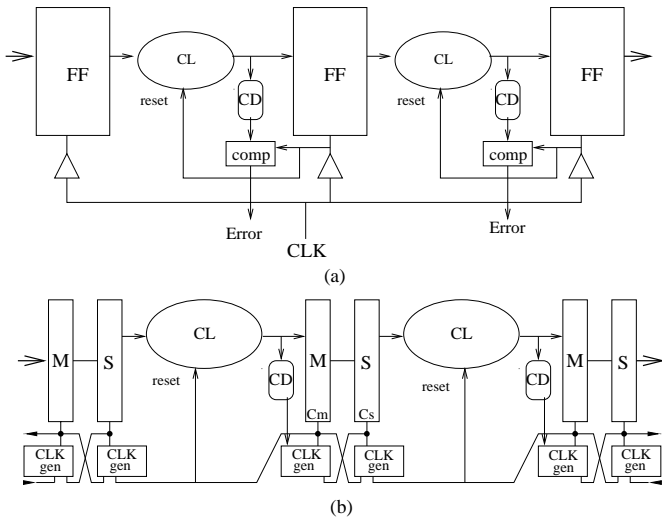 FF
CL
FF
CL
FF
reset
CD
reset
CD
comp
comp
Error
CLK
Error
(a)
M
S
CL
M
S
CL
M
S
reset
CD
reset
CD
Cm
Cs
CLK
gen
CLK
gen
CLK
gen
CLK
gen
CLK
gen
CLK
gen
(b)